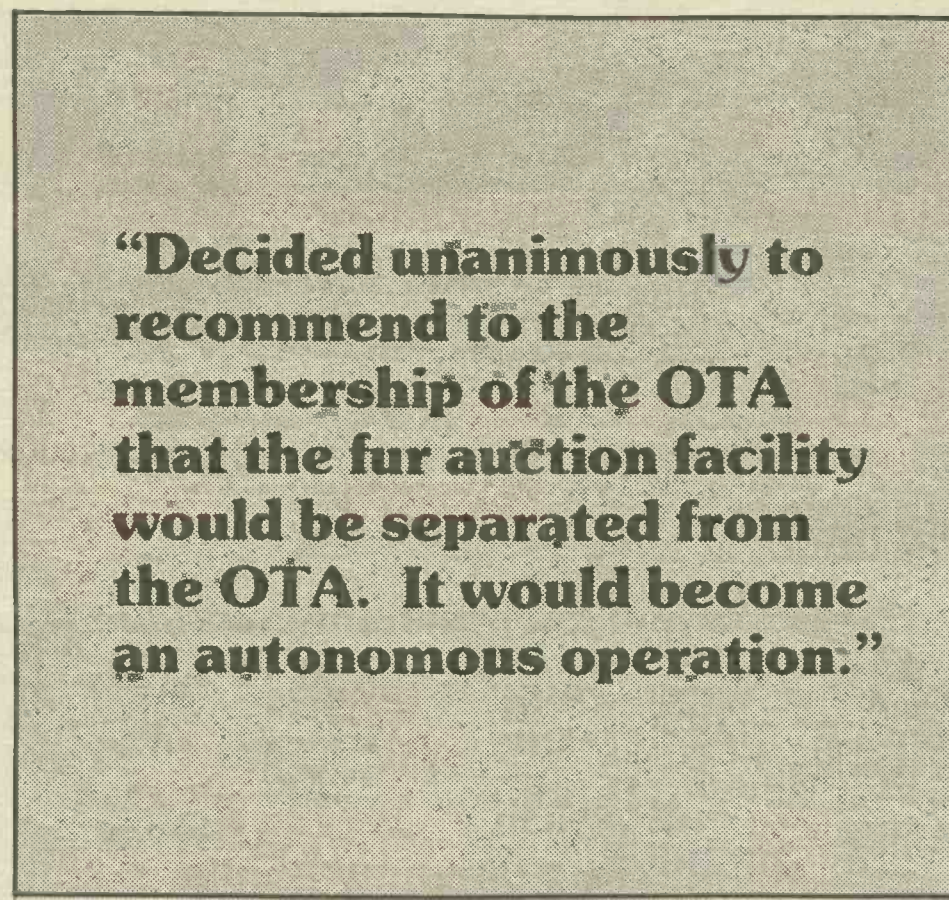 “Decided unanimously to
recommend to the
membership of the OTA
that the fur auction facility
would be separated from
the OTA.  It would become
an autonomous operation.”